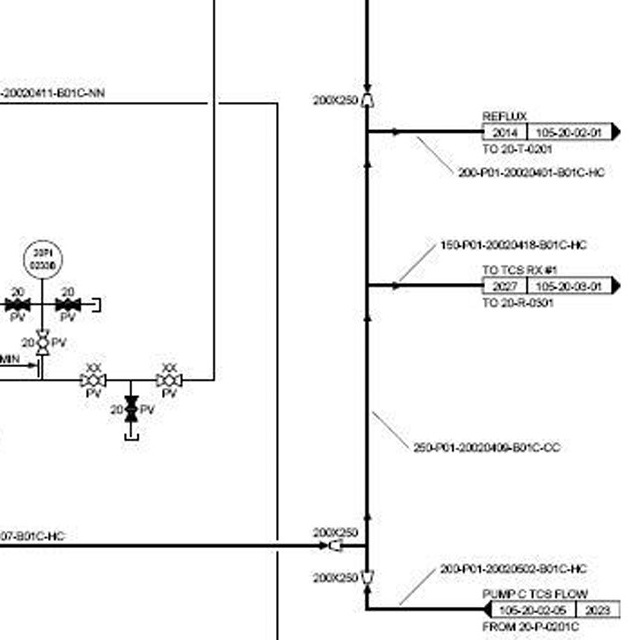 -20020411-B01C-NN
200X250
REFLUX
2014 105-20-02-01
TO 20-T-0201
200-P01-20020401-B01C-HC
150-P01-20020418-B01C-HC
20PI
0233B
TO TCS RX #1
2027 105-20-03-01
TO 20-R-0301
20 20
PV PV
20 PV
MIN
XX XX
PV PV
20 PV
250-P01-20020409-B01C-CC
07-B01C-HC
200X250
200X250
200-P01-20020502-B01C-HC
PUMP C TCS FLOW
105-20-02-05 2023
FROM 20-P-0201C